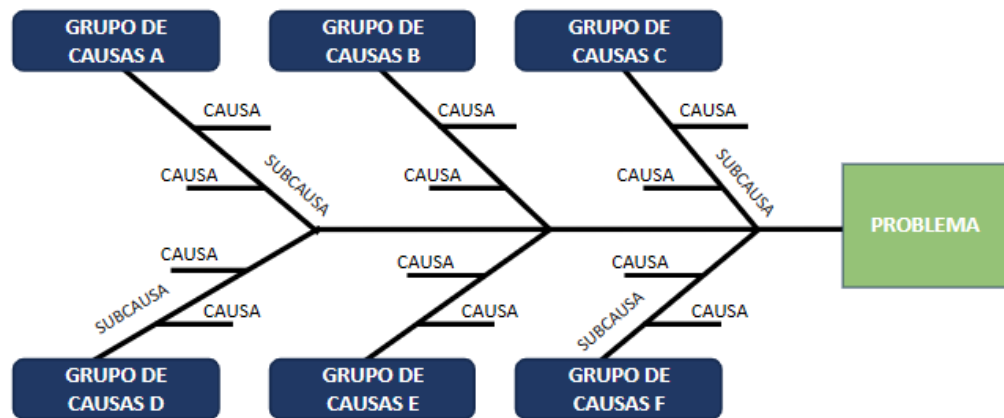 GRUPO DE
CAUSAS A
GRUPO DE
CAUSAS B
GRUPO DE
CAUSAS C
CAUSA
CAUSA
CAUSA
CAUSA
SUBCAUSA
CAUSA
CAUSA
SUBCAUSA
PROBLEMA
CAUSA
CAUSA
CAUSA
SUBCAUSA
CAUSA
CAUSA
SUBCAUSA
CAUSA
GRUPO DE
CAUSAS D
GRUPO DE
CAUSAS E
GRUPO DE
CAUSAS F